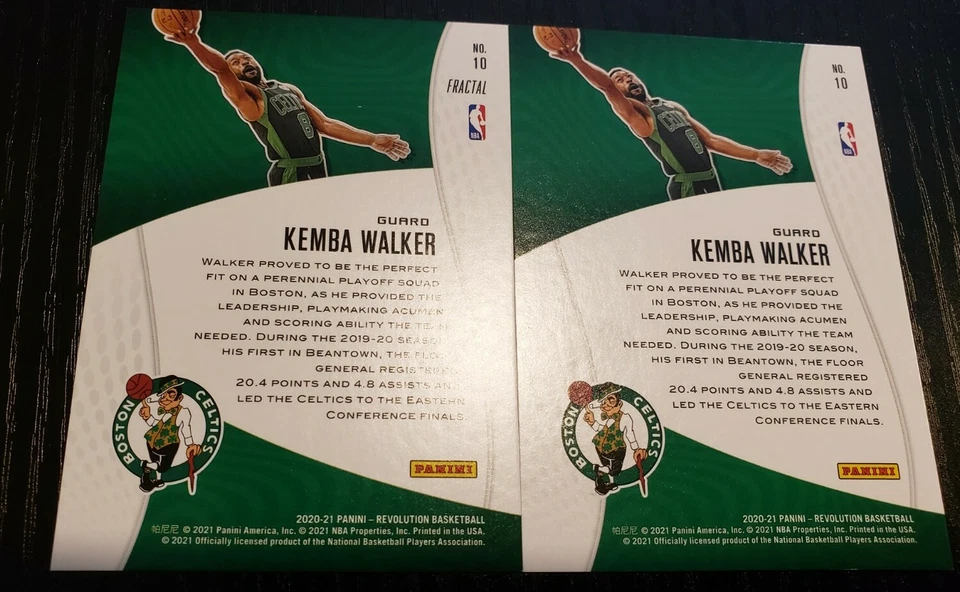 NO.
10
FRACTAL
NBA
CELTI
8
GUARD
KEMBA WALKER
WALKER PROVED TO BE THE PERFECT
FIT ON A PERENNIAL PLAYOFF SQUAD
IN BOSTON, AS HE PROVIDED THE
LEADERSHIP, PLAYMAKING ACUMEN
AND SCORING ABILITY THE TEAM
NEEDED. DURING THE 2019-20 SEASON,
HIS FIRST IN BEANTOWN, THE FLOOR
GENERAL REGISTERED
20.4 POINTS AND 4.8 ASSISTS AND
LED THE CELTICS TO THE EASTERN
CONFERENCE FINALS.
BOSTON CELTICS
PANINI
2020-21 PANINI – REVOLUTION BASKETBALL
帕尼尼 © 2021 Panini America, Inc. © 2021 NBA Properties, Inc. Printed in the USA.
© 2021 Officially licensed product of the National Basketball Players Association.
NO.
10
NBA
CELTI
8
GUARD
KEMBA WALKER
WALKER PROVED TO BE THE PERFECT
FIT ON A PERENNIAL PLAYOFF SQUAD
IN BOSTON, AS HE PROVIDED THE
LEADERSHIP, PLAYMAKING ACUMEN
AND SCORING ABILITY THE TEAM
NEEDED. DURING THE 2019-20 SEASON,
HIS FIRST IN BEANTOWN, THE FLOOR
GENERAL REGISTERED
20.4 POINTS AND 4.8 ASSISTS AND
LED THE CELTICS TO THE EASTERN
CONFERENCE FINALS.
BOSTON CELTICS
PANINI
2020-21 PANINI – REVOLUTION BASKETBALL
帕尼尼 © 2021 Panini America, Inc. © 2021 NBA Properties, Inc. Printed in the USA.
© 2021 Officially licensed product of the National Basketball Players Association.